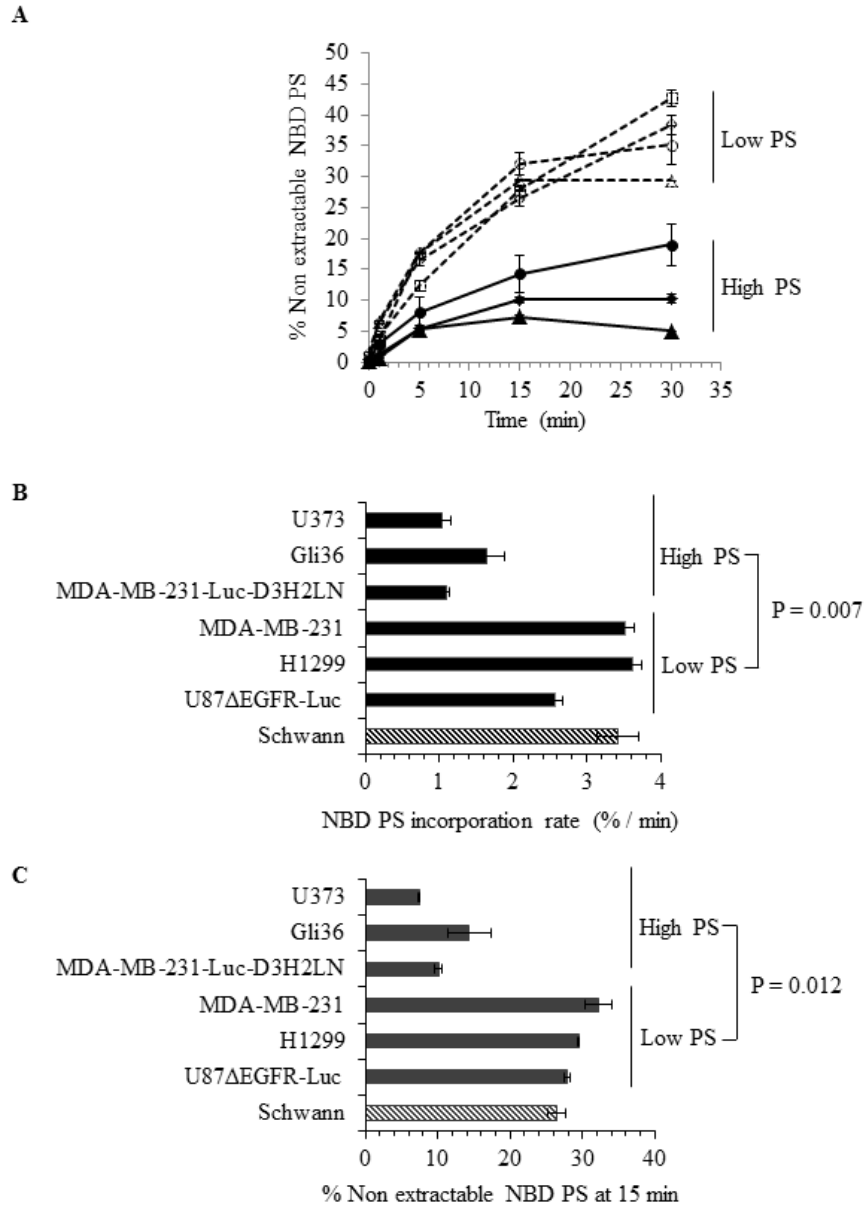 A
% Non extractable NBD PS
50
45
40
35
30
25
20
15
10
5
0
Low PS
High PS
0 5 10 15 20 25 30 35
Time (min)
B
U373
Gli36
MDA-MB-231-Luc-D3H2LN
MDA-MB-231
H1299
U87ΔEGFR-Luc
Schwann
High PS
Low PS
P = 0.007
0 1 2 3 4
NBD PS incorporation rate (% / min)
C
U373
Gli36
MDA-MB-231-Luc-D3H2LN
MDA-MB-231
H1299
U87ΔEGFR-Luc
Schwann
High PS
Low PS
P = 0.012
0 10 20 30 40
% Non extractable NBD PS at 15 min